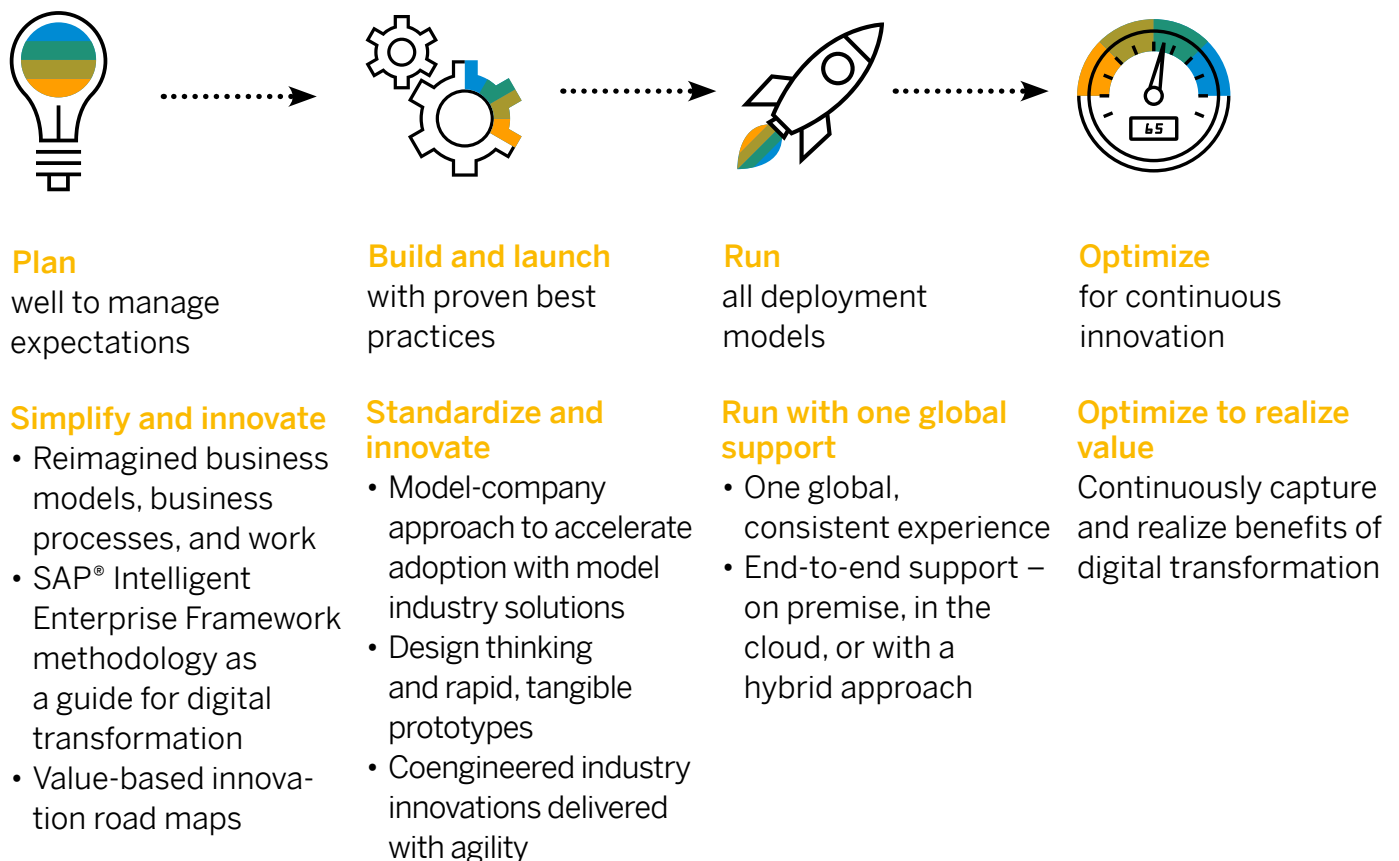 65
Plan
well to manage
expectations
Simplify and innovate
• Reimagined business
models, business
processes, and work
• SAP® Intelligent
Enterprise Framework
methodology as
a guide for digital
transformation
• Value-based innova-
tion road maps
Build and launch
with proven best
practices
Standardize and
innovate
• Model-company
approach to accelerate
adoption with model
industry solutions
• Design thinking
and rapid, tangible
prototypes
• Coengineered industry
innovations delivered
with agility
Run
all deployment
models
Run with one global
support
• One global,
consistent experience
• End-to-end support –
on premise, in the
cloud, or with a
hybrid approach
Optimize
for continuous
innovation
Optimize to realize
value
Continuously capture
and realize benefits of
digital transformation